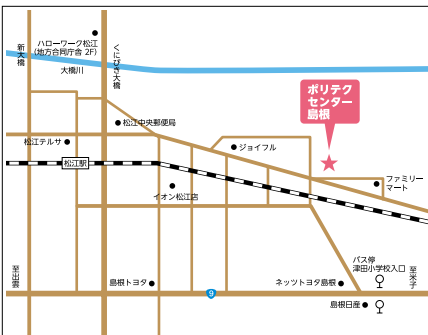 新大橋
ハローワーク松江
(地方合同庁舎 2F)
大橋川
くにびき大橋
ポリテク
センター
島根
松江中央郵便局
松江テルサ
ジョイフル
松江駅
ファミリー
マート
イオン松江店
バス停
津田小学校入口
至出雲
至米子
島根トヨタ
ネッツトヨタ島根
9
島根日産